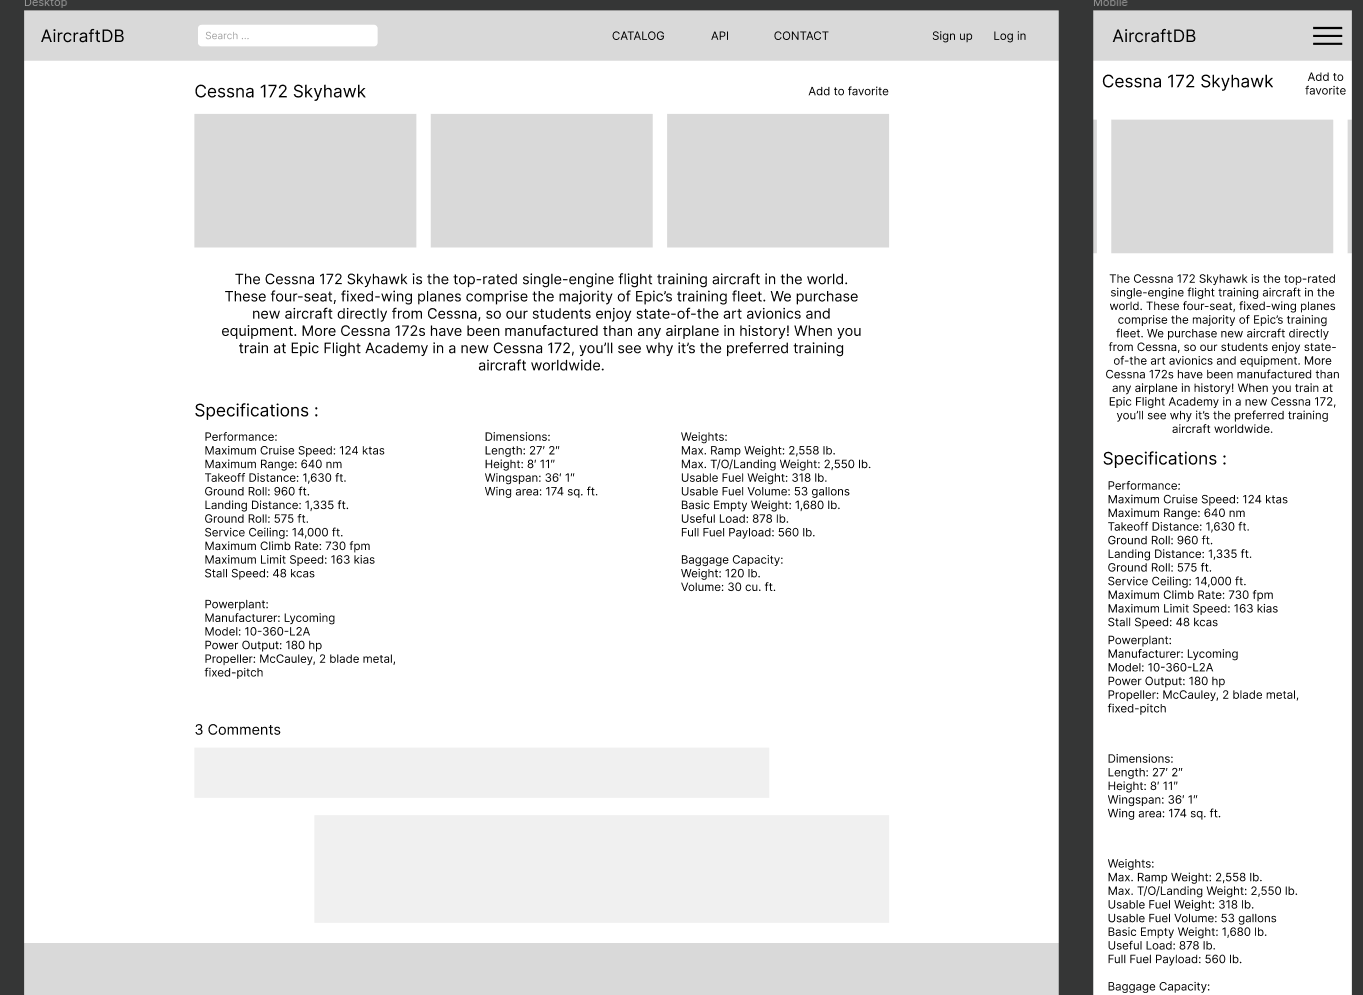 Desktop
AircraftDB
Search ...
CATALOG
API
CONTACT
Sign up
Log in
Cessna 172 Skyhawk
Add to favorite
The Cessna 172 Skyhawk is the top-rated single-engine flight training aircraft in the world.
These four-seat, fixed-wing planes comprise the majority of Epic’s training fleet. We purchase
new aircraft directly from Cessna, so our students enjoy state-of-the art avionics and
equipment. More Cessna 172s have been manufactured than any airplane in history! When you
train at Epic Flight Academy in a new Cessna 172, you’ll see why it’s the preferred training
aircraft worldwide.
Specifications :
Performance:
Maximum Cruise Speed: 124 ktas
Maximum Range: 640 nm
Takeoff Distance: 1,630 ft.
Ground Roll: 960 ft.
Landing Distance: 1,335 ft.
Ground Roll: 575 ft.
Service Ceiling: 14,000 ft.
Maximum Climb Rate: 730 fpm
Maximum Limit Speed: 163 kias
Stall Speed: 48 kcas
Powerplant:
Manufacturer: Lycoming
Model: 10-360-L2A
Power Output: 180 hp
Propeller: McCauley, 2 blade metal,
fixed-pitch
Dimensions:
Length: 27′ 2″
Height: 8′ 11″
Wingspan: 36′ 1″
Wing area: 174 sq. ft.
Weights:
Max. Ramp Weight: 2,558 lb.
Max. T/O/Landing Weight: 2,550 lb.
Usable Fuel Weight: 318 lb.
Usable Fuel Volume: 53 gallons
Basic Empty Weight: 1,680 lb.
Useful Load: 878 lb.
Full Fuel Payload: 560 lb.
Baggage Capacity:
Weight: 120 lb.
Volume: 30 cu. ft.
3 Comments
Mobile
AircraftDB
Cessna 172 Skyhawk
Add to
favorite
The Cessna 172 Skyhawk is the top-rated
single-engine flight training aircraft in the
world. These four-seat, fixed-wing planes
comprise the majority of Epic’s training
fleet. We purchase new aircraft directly
from Cessna, so our students enjoy state-
of-the art avionics and equipment. More
Cessna 172s have been manufactured than
any airplane in history! When you train at
Epic Flight Academy in a new Cessna 172,
you’ll see why it’s the preferred training
aircraft worldwide.
Specifications :
Performance:
Maximum Cruise Speed: 124 ktas
Maximum Range: 640 nm
Takeoff Distance: 1,630 ft.
Ground Roll: 960 ft.
Landing Distance: 1,335 ft.
Ground Roll: 575 ft.
Service Ceiling: 14,000 ft.
Maximum Climb Rate: 730 fpm
Maximum Limit Speed: 163 kias
Stall Speed: 48 kcas
Powerplant:
Manufacturer: Lycoming
Model: 10-360-L2A
Power Output: 180 hp
Propeller: McCauley, 2 blade metal,
fixed-pitch
Dimensions:
Length: 27′ 2″
Height: 8′ 11″
Wingspan: 36′ 1″
Wing area: 174 sq. ft.
Weights:
Max. Ramp Weight: 2,558 lb.
Max. T/O/Landing Weight: 2,550 lb.
Usable Fuel Weight: 318 lb.
Usable Fuel Volume: 53 gallons
Basic Empty Weight: 1,680 lb.
Useful Load: 878 lb.
Full Fuel Payload: 560 lb.
Baggage Capacity: